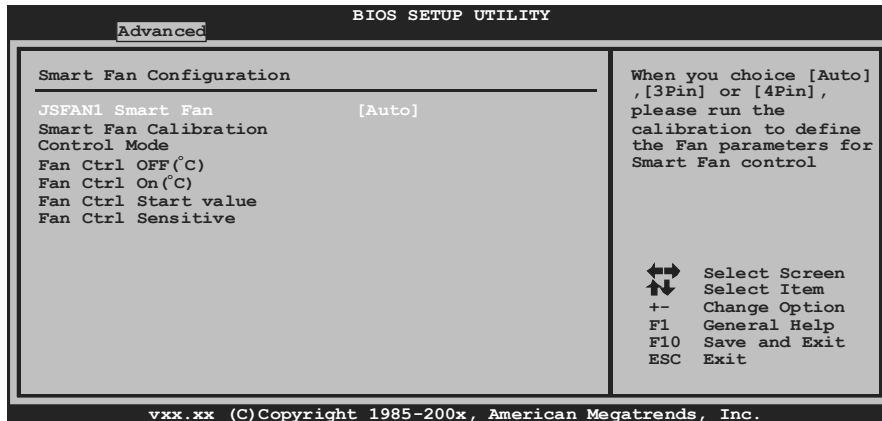 BIOS SETUP UTILITY
Advanced
Smart Fan Configuration
JSFAN1 Smart Fan [Auto]
Smart Fan Calibration
Control Mode
Fan Ctrl OFF(°C)
Fan Ctrl On(°C)
Fan Ctrl Start value
Fan Ctrl Sensitive
When you choice [Auto]
,[3Pin] or [4Pin],
please run the
calibration to define
the Fan parameters for
Smart Fan control
Select Screen
Select Item
+- Change Option
F1 General Help
F10 Save and Exit
ESC Exit
vxx.xx (C)Copyright 1985-200x, American Megatrends, Inc.